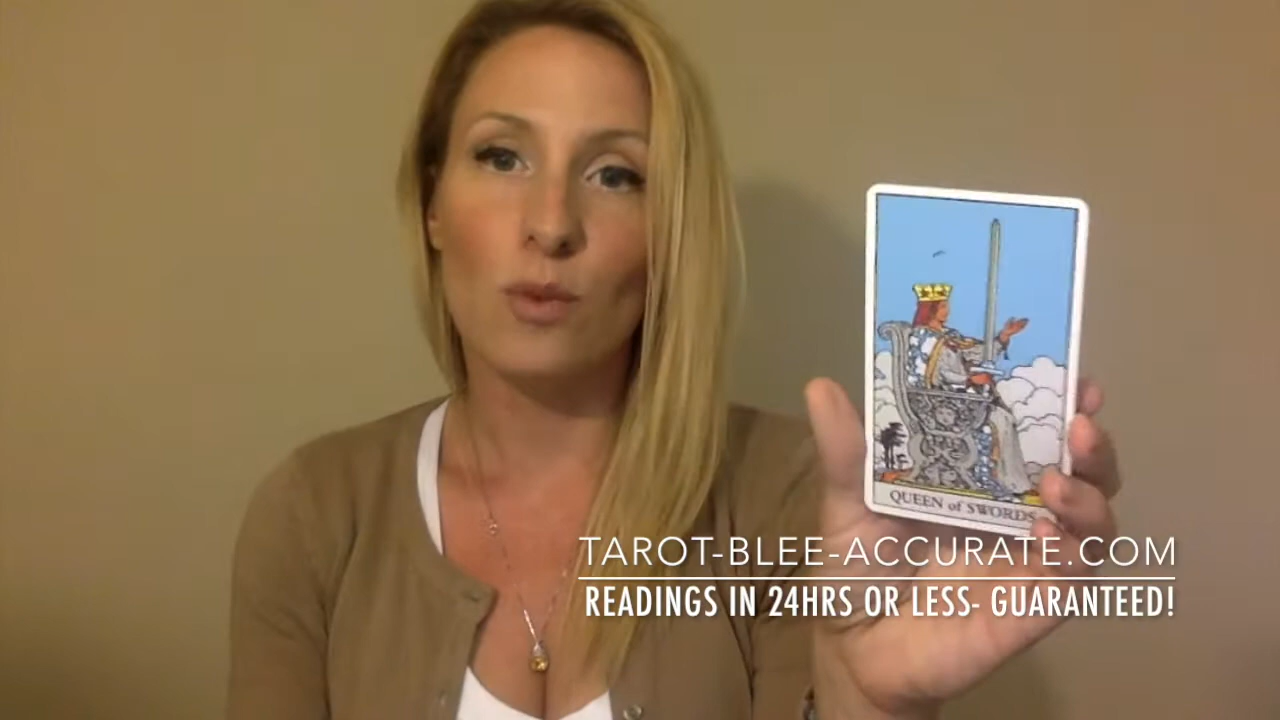 QUEEN of SWORDS
TAROT-BLEE-ACCURATE.COM
READINGS IN 24HRS OR LESS- GUARANTEED!